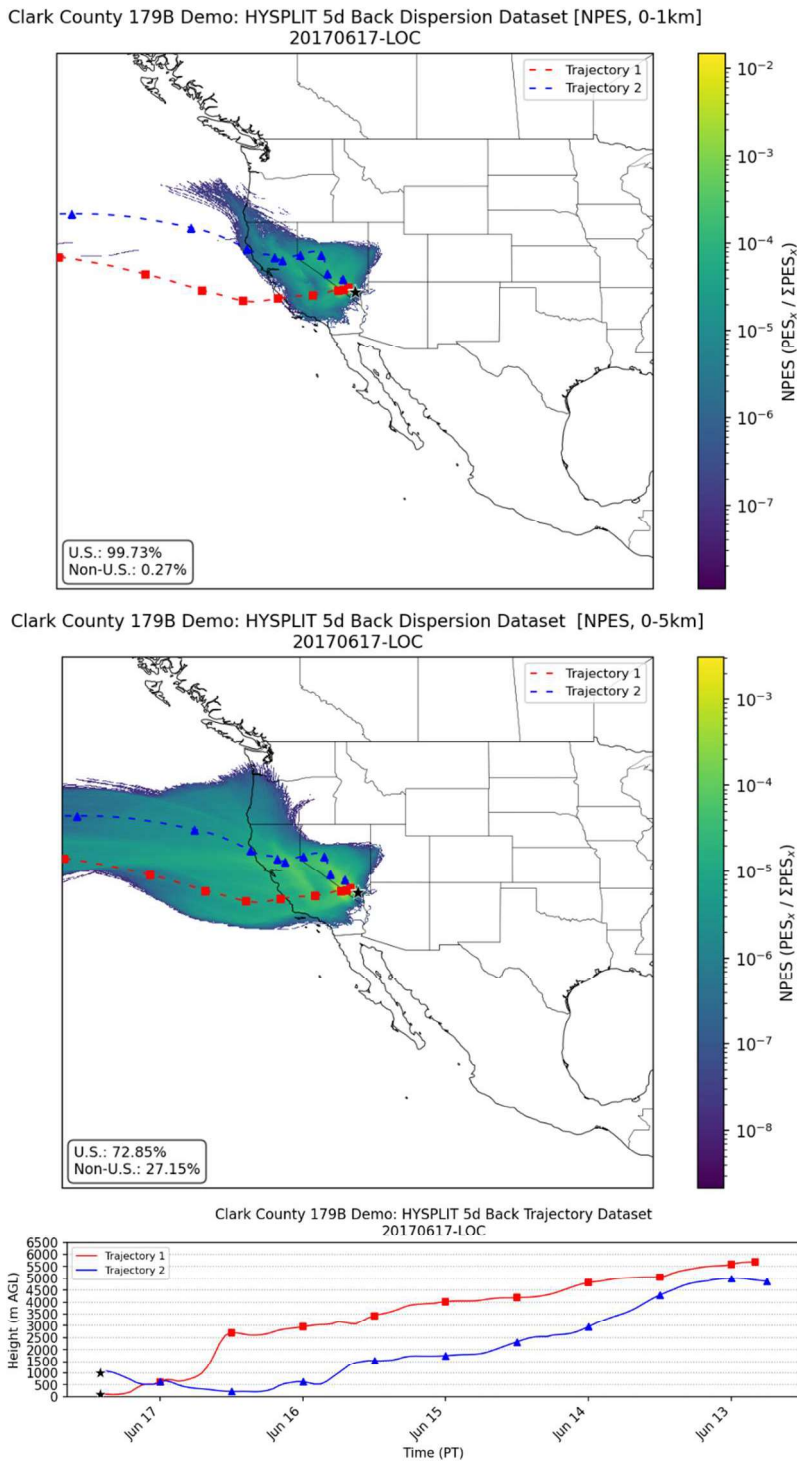 Clark County 179B Demo: HYSPLIT 5d Back Dispersion Dataset [NPES, 0-1km]
20170617-LOC
Trajectory 1
Trajectory 2
10⁻²
10⁻³
10⁻⁴
10⁻⁵
10⁻⁶
10⁻⁷
NPES (PESₓ / ΣPESₓ)
U.S.: 99.73%
Non-U.S.: 0.27%
Clark County 179B Demo: HYSPLIT 5d Back Dispersion Dataset [NPES, 0-5km]
20170617-LOC
Trajectory 1
Trajectory 2
10⁻³
10⁻⁴
10⁻⁵
10⁻⁶
10⁻⁷
10⁻⁸
NPES (PESₓ / ΣPESₓ)
U.S.: 72.85%
Non-U.S.: 27.15%
Clark County 179B Demo: HYSPLIT 5d Back Trajectory Dataset
20170617-LOC
Trajectory 1
Trajectory 2
6500
6000
5500
5000
4500
4000
3500
3000
2500
2000
1500
1000
500
0
Height (m AGL)
Jun 17
Jun 16
Jun 15
Jun 14
Jun 13
Time (PT)